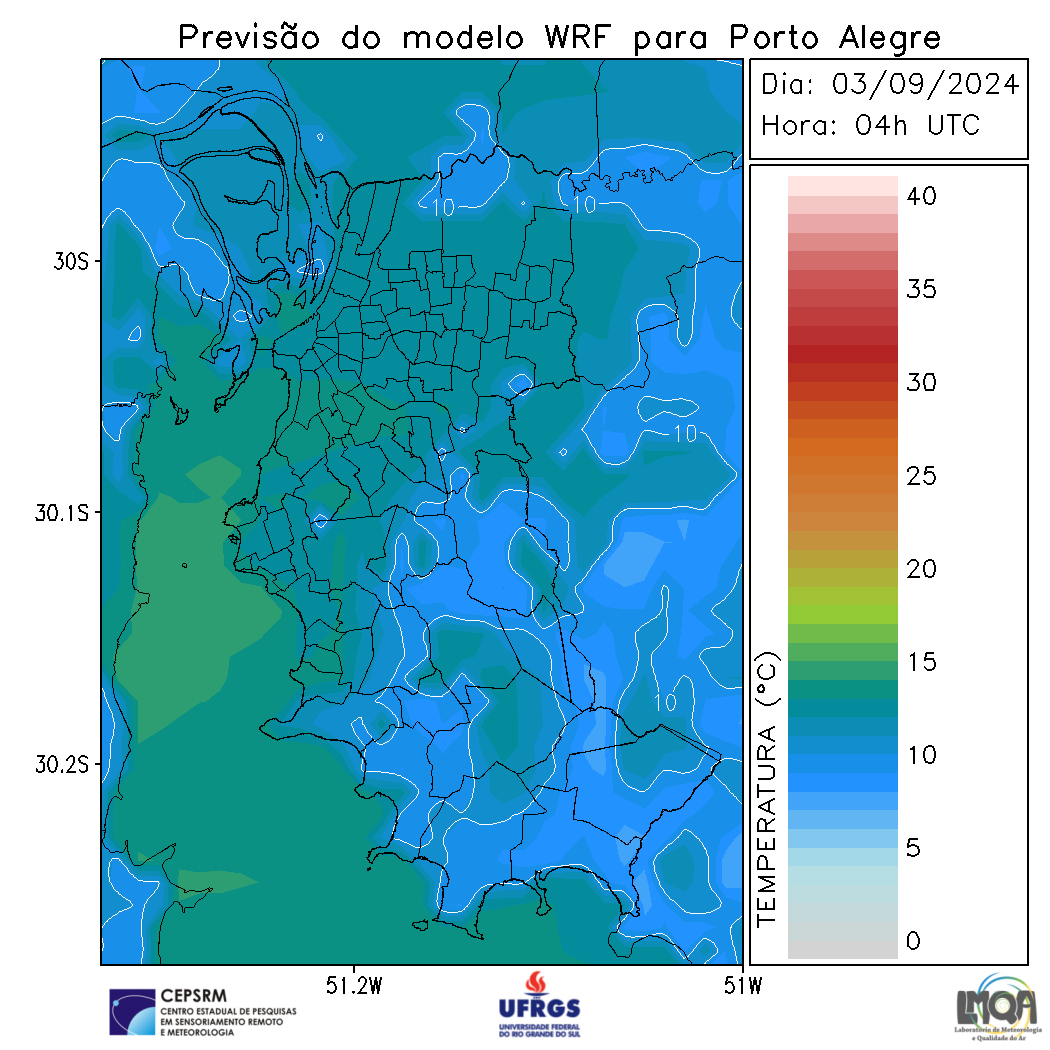 Previsão do modelo WRF para Porto Alegre
Dia: 03/09/2024
Hora: 04h UTC
40
35
30
25
20
15
10
5
0
TEMPERATURA (°C)
30S
30.1S
30.2S
51.2W
51W
10
10
10
10
CEPSRM
CENTRO ESTADUAL DE PESQUISAS
EM SENSORIAMENTO REMOTO
E METEOROLOGIA
UFRGS
UNIVERSIDADE FEDERAL
DO RIO GRANDE DO SUL
LMQA
Laboratório de Meteorologia
e Qualidade do Ar